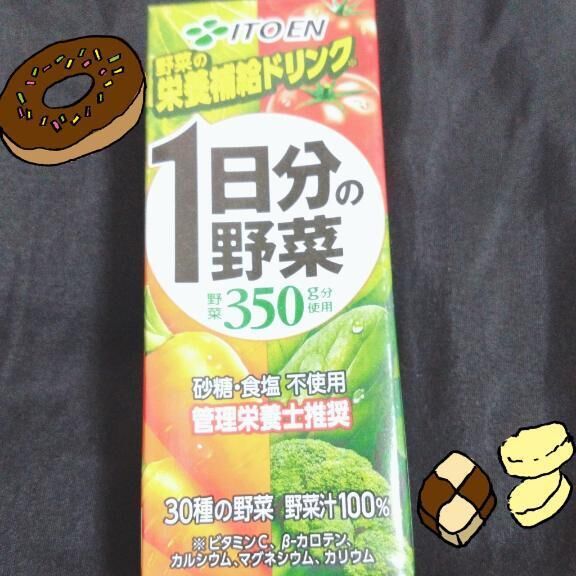 ITOEN
野菜の
栄養補給ドリンク®
1日分の
野菜
野菜350g分使用
砂糖・食塩 不使用
管理栄養士推奨
30種の野菜 野菜汁100%
※ビタミンC、β-カロテン、
カルシウム、マグネシウム、カリウム